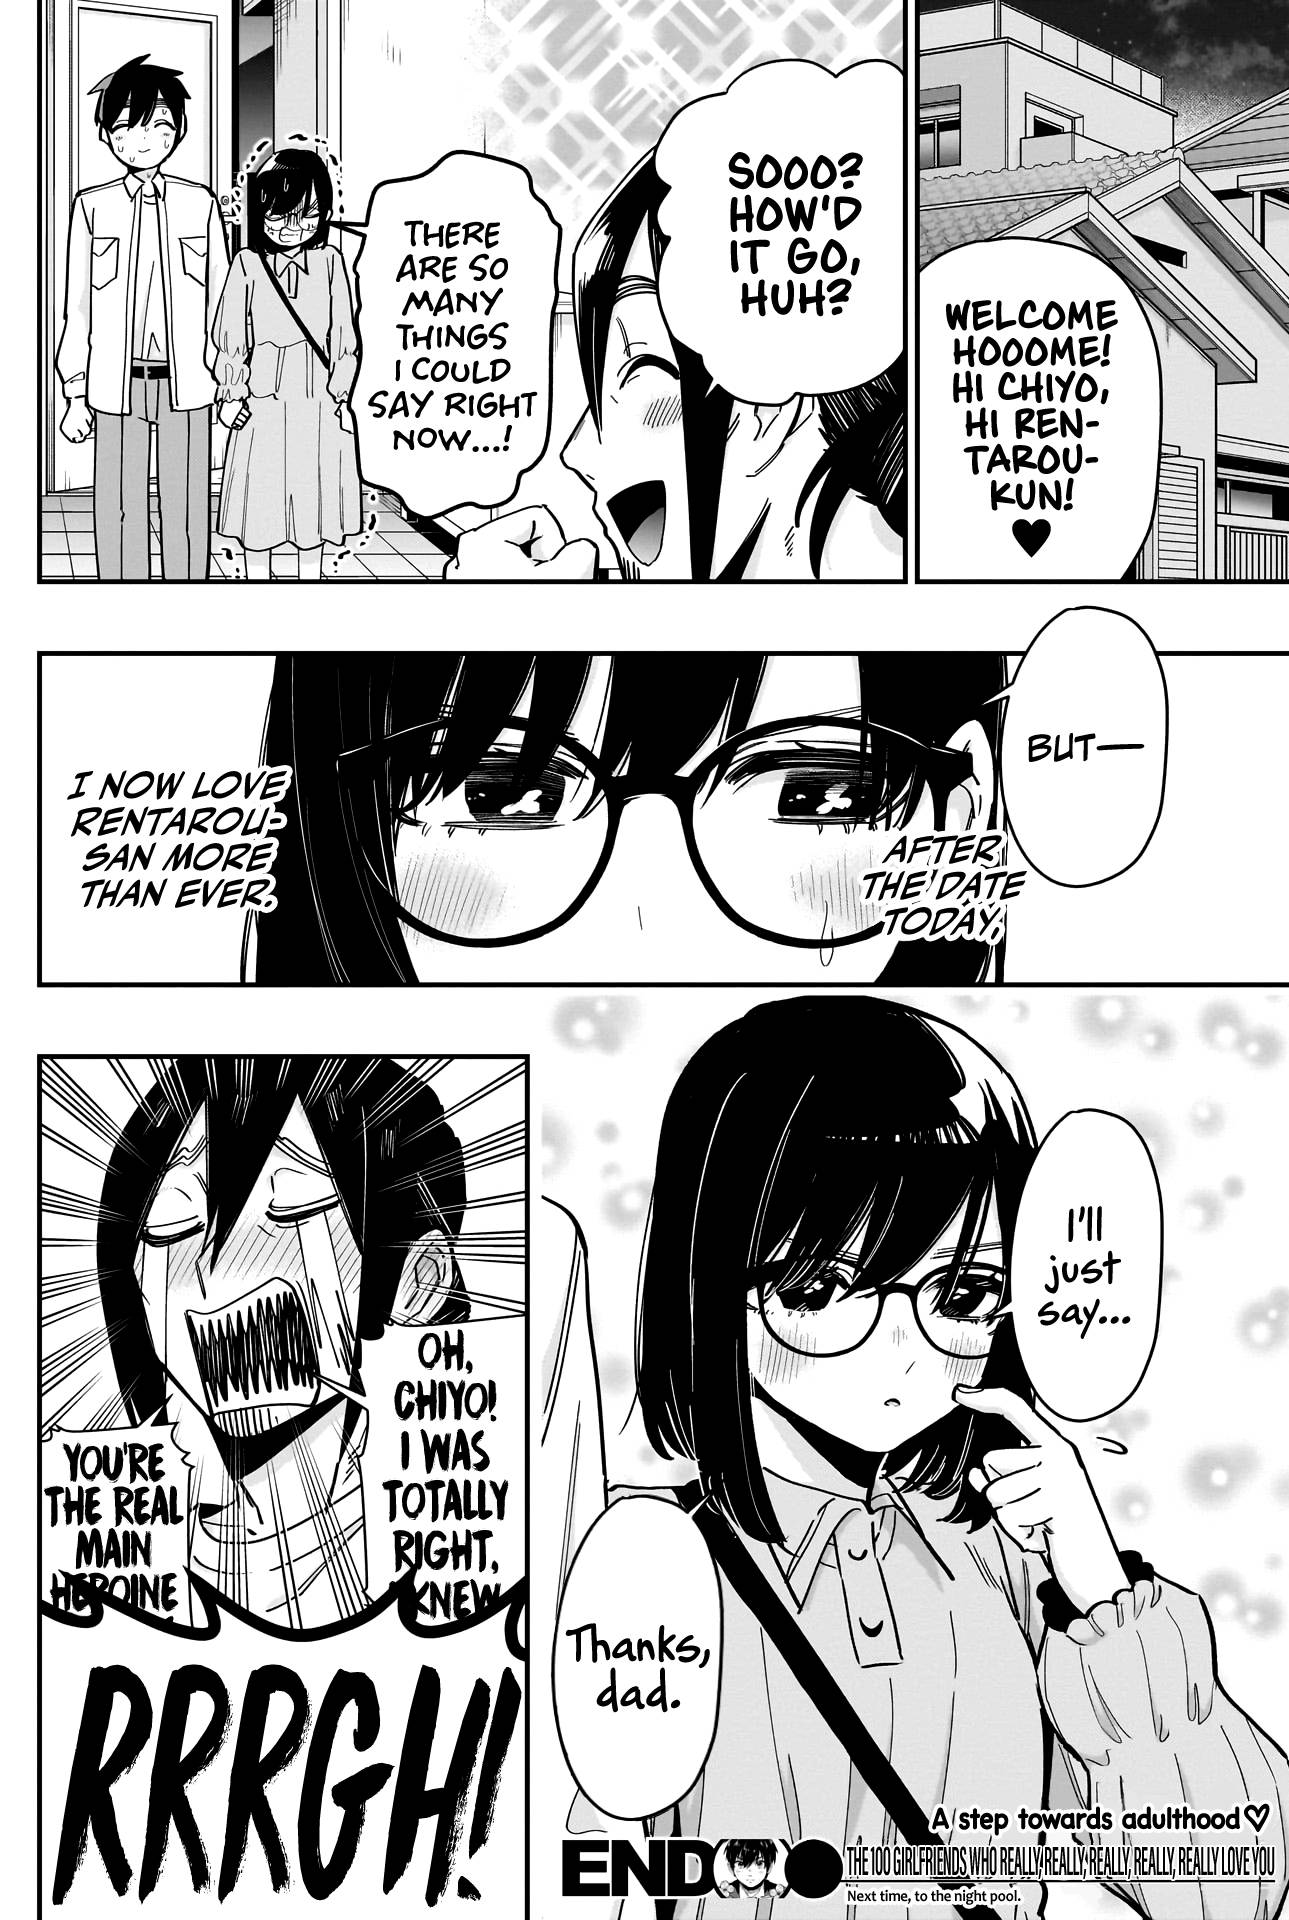 WELCOME
HOOOME!
HI CHIYO,
HI REN-
TAROU-
KUN!
♥
SOOO?
HOW'D
IT GO,
HUH?
THERE
ARE SO
MANY
THINGS
I COULD
SAY RIGHT
NOW...!
BUT—
AFTER
THE DATE
TODAY,
I NOW LOVE
RENTAROU-
SAN MORE
THAN EVER.
I'll
just
say...
Thanks,
dad.
OH,
CHIYO!
I WAS
TOTALLY
RIGHT,
I KNEW
YOU'RE
THE REAL
MAIN
HEROINE
RRRGH!
A step towards adulthood♡
END
THE 100 GIRLFRIENDS WHO REALLY, REALLY, REALLY, REALLY, REALLY LOVE YOU
Next time, to the night pool.